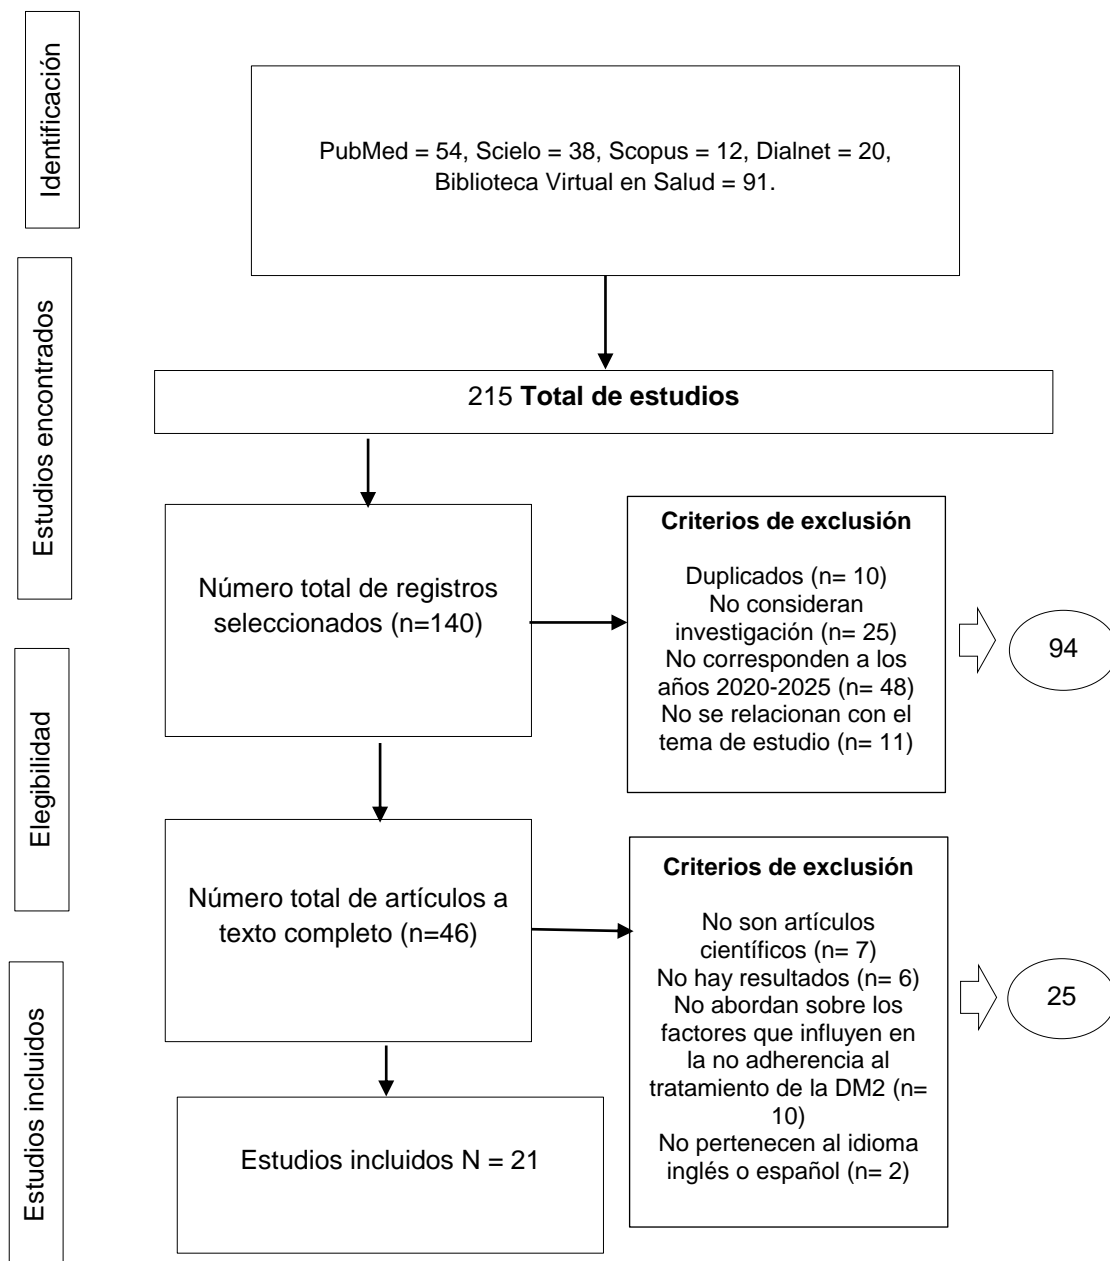 Identificación
PubMed = 54, Scielo = 38, Scopus = 12, Dialnet = 20,
Biblioteca Virtual en Salud = 91.
Estudios encontrados
215 Total de estudios
Número total de registros
seleccionados (n=140)
Criterios de exclusión
Duplicados (n= 10)
No consideran
investigación (n= 25)
No corresponden a los
años 2020-2025 (n= 48)
No se relacionan con el
tema de estudio (n= 11)
94
Elegibilidad
Número total de artículos a
texto completo (n=46)
Criterios de exclusión
No son artículos
científicos (n= 7)
No hay resultados (n= 6)
No abordan sobre los
factores que influyen en
la no adherencia al
tratamiento de la DM2 (n=
10)
No pertenecen al idioma
inglés o español (n= 2)
25
Estudios incluidos
Estudios incluidos N = 21